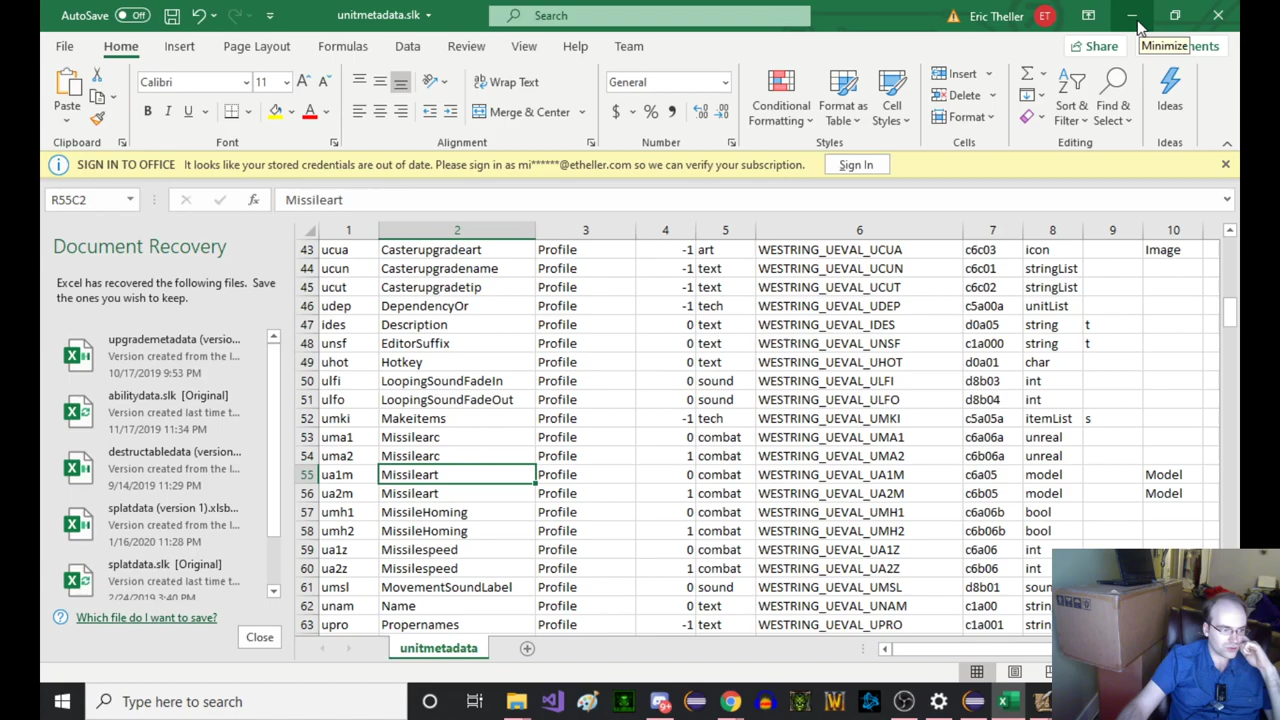 AutoSave Off unitmetadata.slk Search Eric Theller ET
File Home Insert Page Layout Formulas Data Review View Help Team Share Minimize ents
Paste Calibri 11 Wrap Text General Conditional Formatting Format as Table Cell Styles Insert Sort & Filter Find & Select Ideas
B I U Merge & Center $ % Delete Format
Clipboard Font Alignment Number Styles Cells Editing Ideas
SIGN IN TO OFFICE It looks like your stored credentials are out of date. Please sign in as mi******@etheller.com so we can verify your subscription. Sign In
R55C2 fx Missileart
Document Recovery
Excel has recovered the following files. Save the ones you wish to keep.
upgrademetadata (versio...
Version created from the l...
10/17/2019 9:53 PM
abilitydata.slk [Original]
Version created last time t...
11/17/2019 11:34 PM
destructabledata (version...
Version created from the l...
9/14/2019 11:29 PM
splatdata (version 1).xlsb...
Version created from the l...
1/16/2020 11:28 PM
splatdata.slk [Original]
Version created last time t...
2/24/2019 3:40 PM
Which file do I want to save?
Close
1 2 3 4 5 6 7 8 9 10
43 ucua Casterupgradeart Profile -1 art WESTRING_UEVAL_UCUA c6c03 icon Image
44 ucun Casterupgradename Profile -1 text WESTRING_UEVAL_UCUN c6c01 stringList
45 ucut Casterupgradetip Profile -1 text WESTRING_UEVAL_UCUT c6c02 stringList
46 udep DependencyOr Profile -1 tech WESTRING_UEVAL_UDEP c5a00a unitList
47 ides Description Profile 0 text WESTRING_UEVAL_IDES d0a05 string t
48 unsf EditorSuffix Profile 0 text WESTRING_UEVAL_UNSF c1a000 string t
49 uhot Hotkey Profile 0 text WESTRING_UEVAL_UHOT d0a01 char
50 ulfi LoopingSoundFadeIn Profile 0 sound WESTRING_UEVAL_ULFI d8b03 int
51 ulfo LoopingSoundFadeOut Profile 0 sound WESTRING_UEVAL_ULFO d8b04 int
52 umki Makeitems Profile -1 tech WESTRING_UEVAL_UMKI c5a05a itemList s
53 uma1 Missilearc Profile 0 combat WESTRING_UEVAL_UMA1 c6a06a unreal
54 uma2 Missilearc Profile 1 combat WESTRING_UEVAL_UMA2 c6b06a unreal
55 ua1m Missileart Profile 0 combat WESTRING_UEVAL_UA1M c6a05 model Model
56 ua2m Missileart Profile 1 combat WESTRING_UEVAL_UA2M c6b05 model Model
57 umh1 MissileHoming Profile 0 combat WESTRING_UEVAL_UMH1 c6a06b bool
58 umh2 MissileHoming Profile 1 combat WESTRING_UEVAL_UMH2 c6b06b bool
59 ua1z Missilespeed Profile 0 combat WESTRING_UEVAL_UA1Z c6a06 int
60 ua2z Missilespeed Profile 1 combat WESTRING_UEVAL_UA2Z c6b06 int
61 umsl MovementSoundLabel Profile 0 sound WESTRING_UEVAL_UMSL d8b01 sou
62 unam Name Profile 0 text WESTRING_UEVAL_UNAM c1a00 strin
63 upro Propernames Profile -1 text WESTRING_UEVAL_UPRO c1a001 strin
unitmetadata
Type here to search